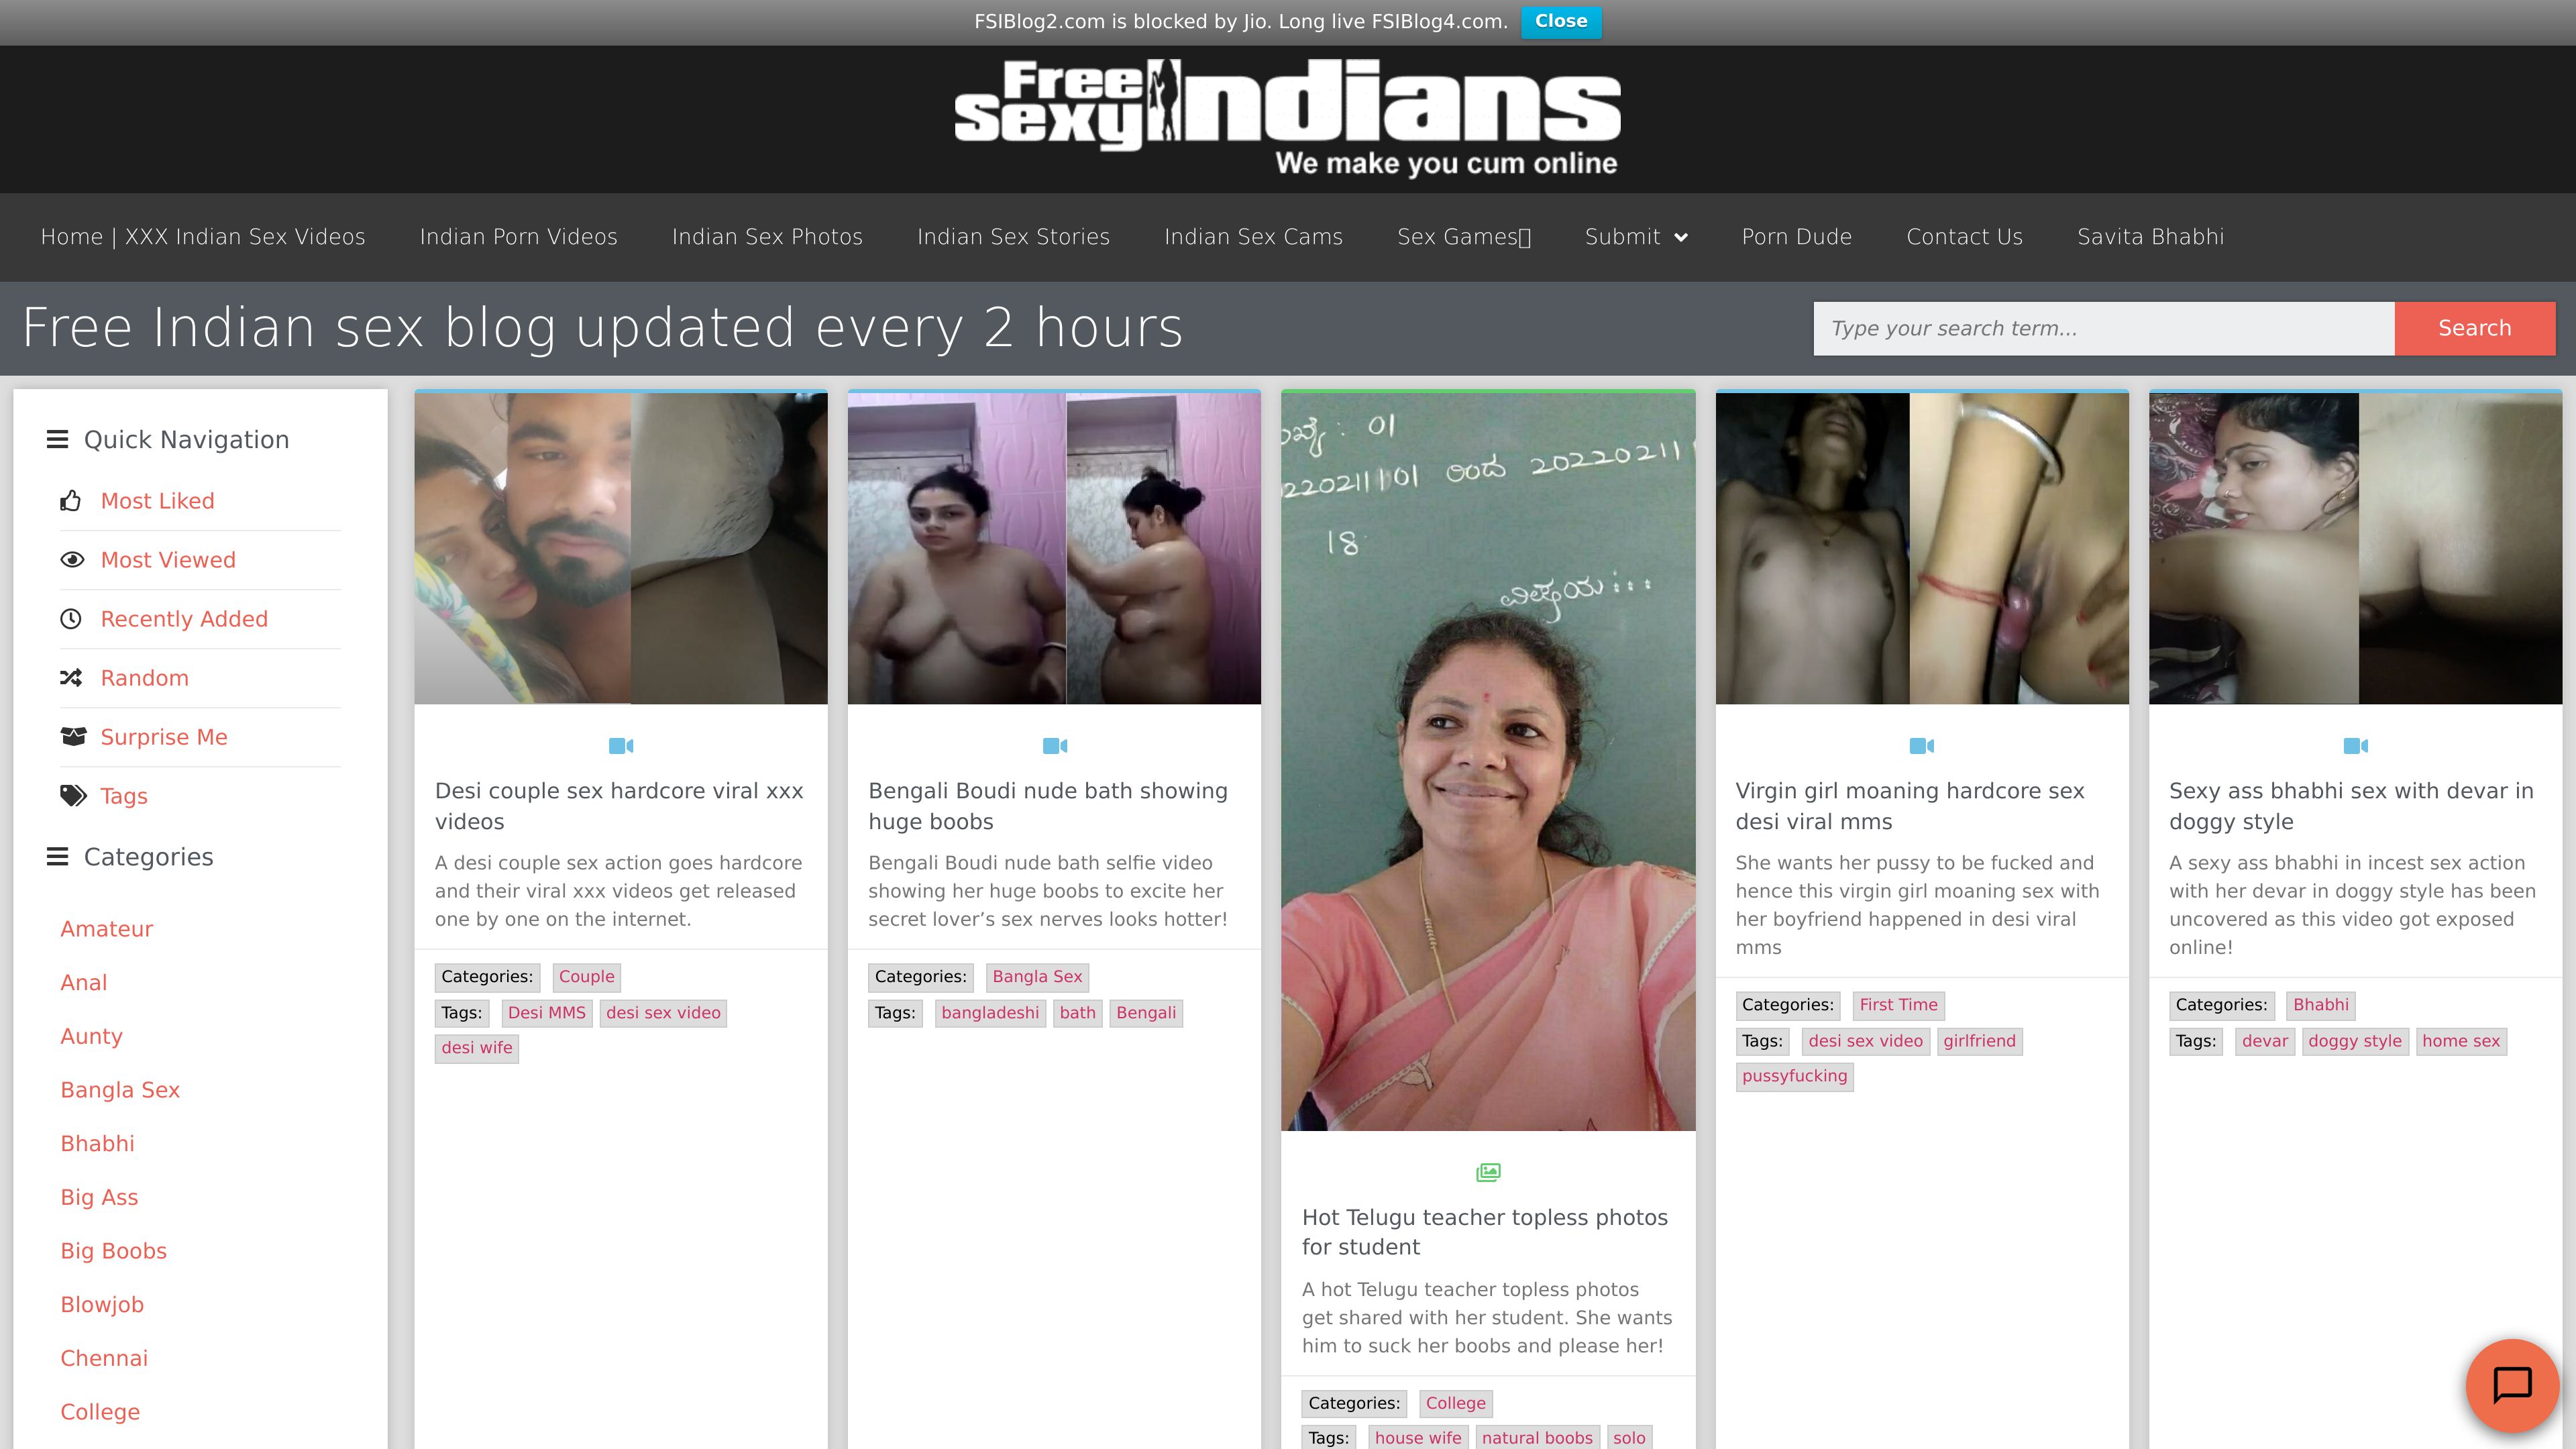 FSIBlog2.com is blocked by Jio. Long live FSIBlog4.com. Close
Free
sexy Indians
We make you cum online
Home | XXX Indian Sex Videos Indian Porn Videos Indian Sex Photos Indian Sex Stories Indian Sex Cams Sex Games Submit Porn Dude Contact Us Savita Bhabhi
Free Indian sex blog updated every 2 hours
Type your search term... Search
Quick Navigation
Most Liked
Most Viewed
Recently Added
Random
Surprise Me
Tags
Categories
Amateur
Anal
Aunty
Bangla Sex
Bhabhi
Big Ass
Big Boobs
Blowjob
Chennai
College
Desi couple sex hardcore viral xxx
videos
A desi couple sex action goes hardcore
and their viral xxx videos get released
one by one on the internet.
Categories: Couple
Tags: Desi MMS desi sex video
desi wife
Bengali Boudi nude bath showing
huge boobs
Bengali Boudi nude bath selfie video
showing her huge boobs to excite her
secret lover’s sex nerves looks hotter!
Categories: Bangla Sex
Tags: bangladeshi bath Bengali
: 01
ಿಂದ 20220211
18
Hot Telugu teacher topless photos
for student
A hot Telugu teacher topless photos
get shared with her student. She wants
him to suck her boobs and please her!
Categories: College
Tags: house wife natural boobs solo
Virgin girl moaning hardcore sex
desi viral mms
She wants her pussy to be fucked and
hence this virgin girl moaning sex with
her boyfriend happened in desi viral
mms
Categories: First Time
Tags: desi sex video girlfriend
pussyfucking
Sexy ass bhabhi sex with devar in
doggy style
A sexy ass bhabhi in incest sex action
with her devar in doggy style has been
uncovered as this video got exposed
online!
Categories: Bhabhi
Tags: devar doggy style home sex